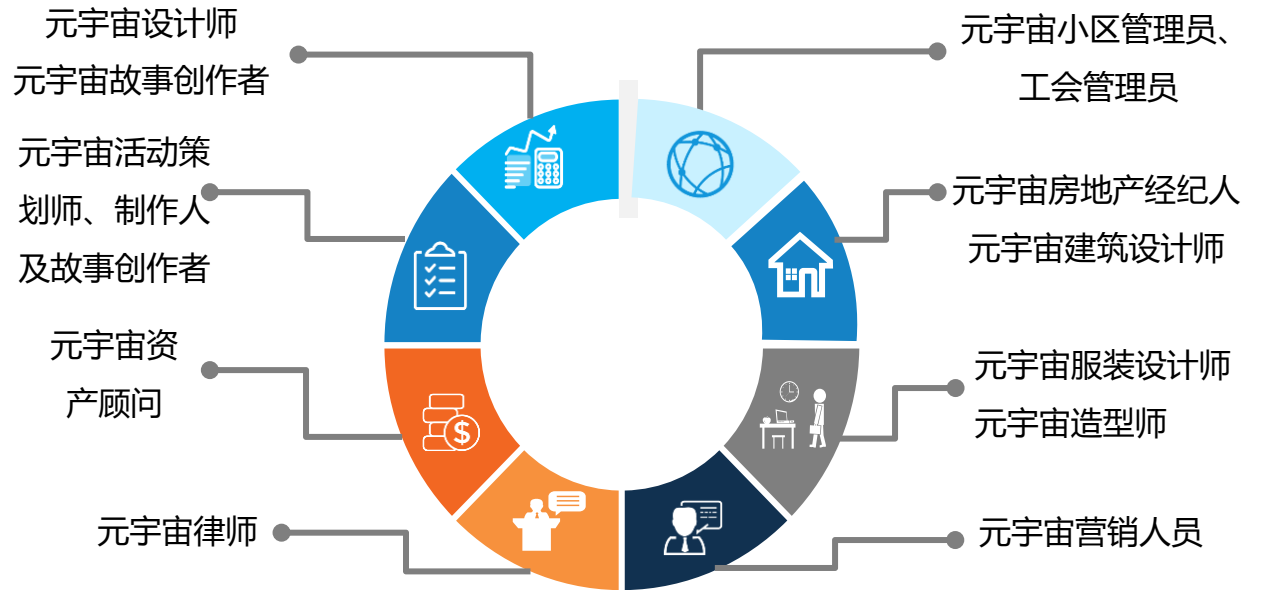 元宇宙设计师
元宇宙故事创作者
元宇宙活动策
划师、制作人
及故事创作者
元宇宙资
产顾问
元宇宙律师
元宇宙小区管理员、
工会管理员
元宇宙房地产经纪人
元宇宙建筑设计师
元宇宙服装设计师
元宇宙造型师
元宇宙营销人员
$